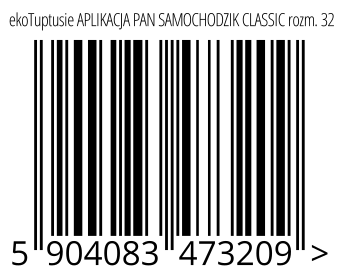 ekoTuptusie APLIKACJA PAN SAMOCHODZIK CLASSIC rozm. 32
5 904083 473209 >